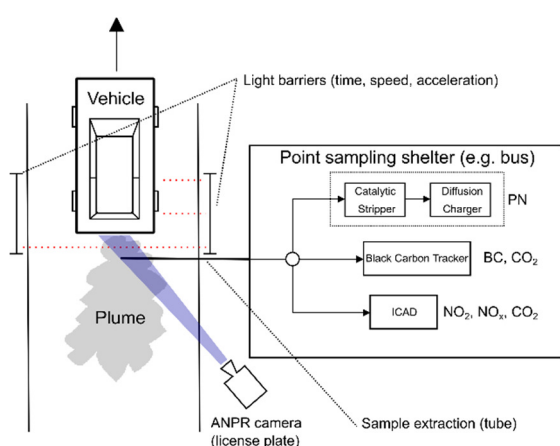 Light barriers (time, speed, acceleration)
Vehicle
Point sampling shelter (e.g. bus)
Catalytic
Stripper
Diffusion
Charger
PN
Black Carbon Tracker
BC, CO₂
ICAD
NO₂, NOₓ, CO₂
Plume
ANPR camera
(license plate)
Sample extraction (tube)